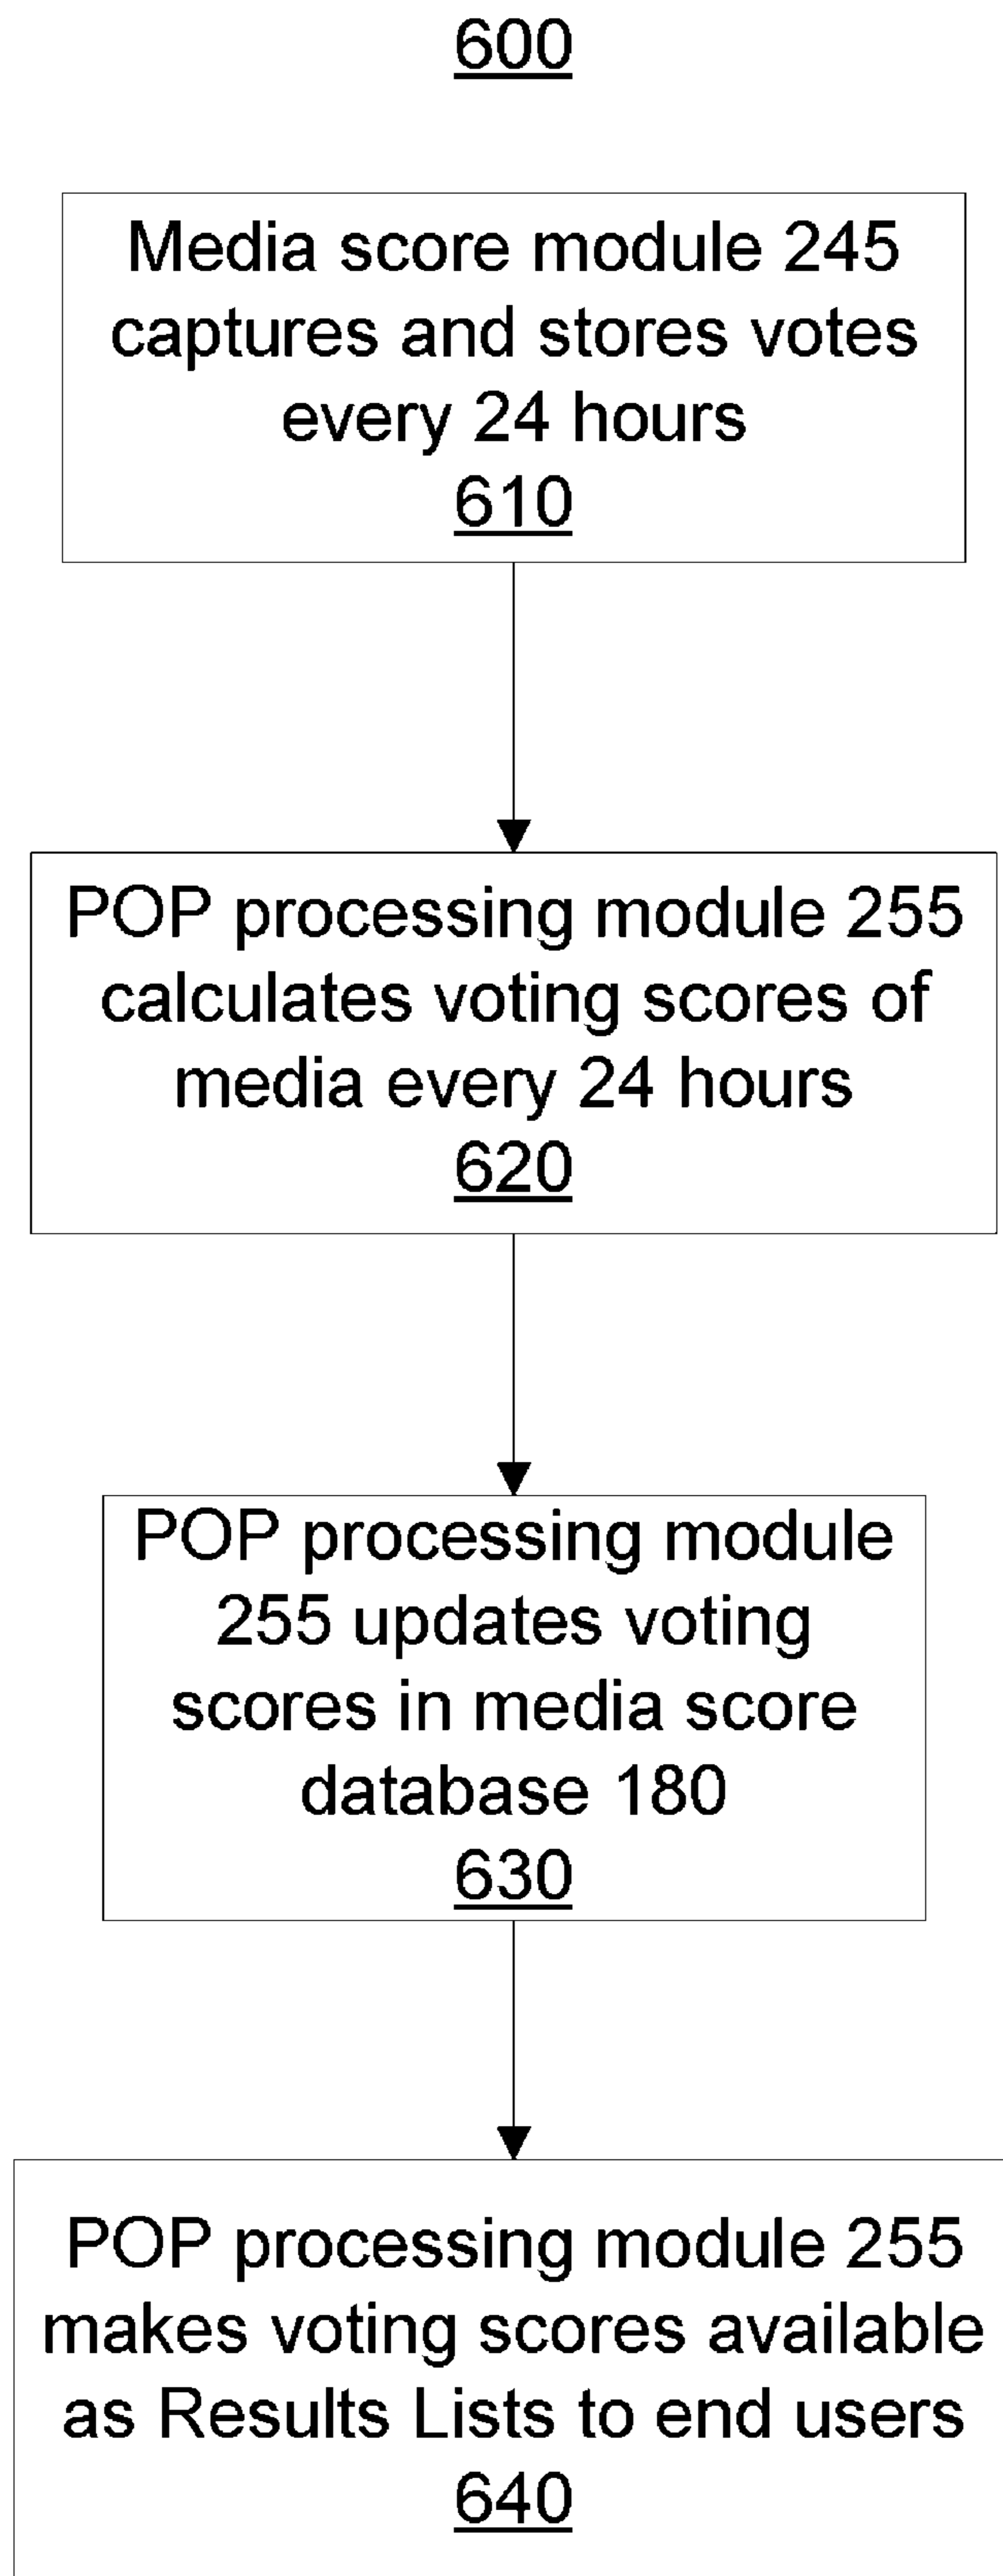 600
Media score module 245
captures and stores votes
every 24 hours
610
POP processing module 255
calculates voting scores of
media every 24 hours
620
POP processing module
255 updates voting
scores in media score
database 180
630
POP processing module 255
makes voting scores available
as Results Lists to end users
640